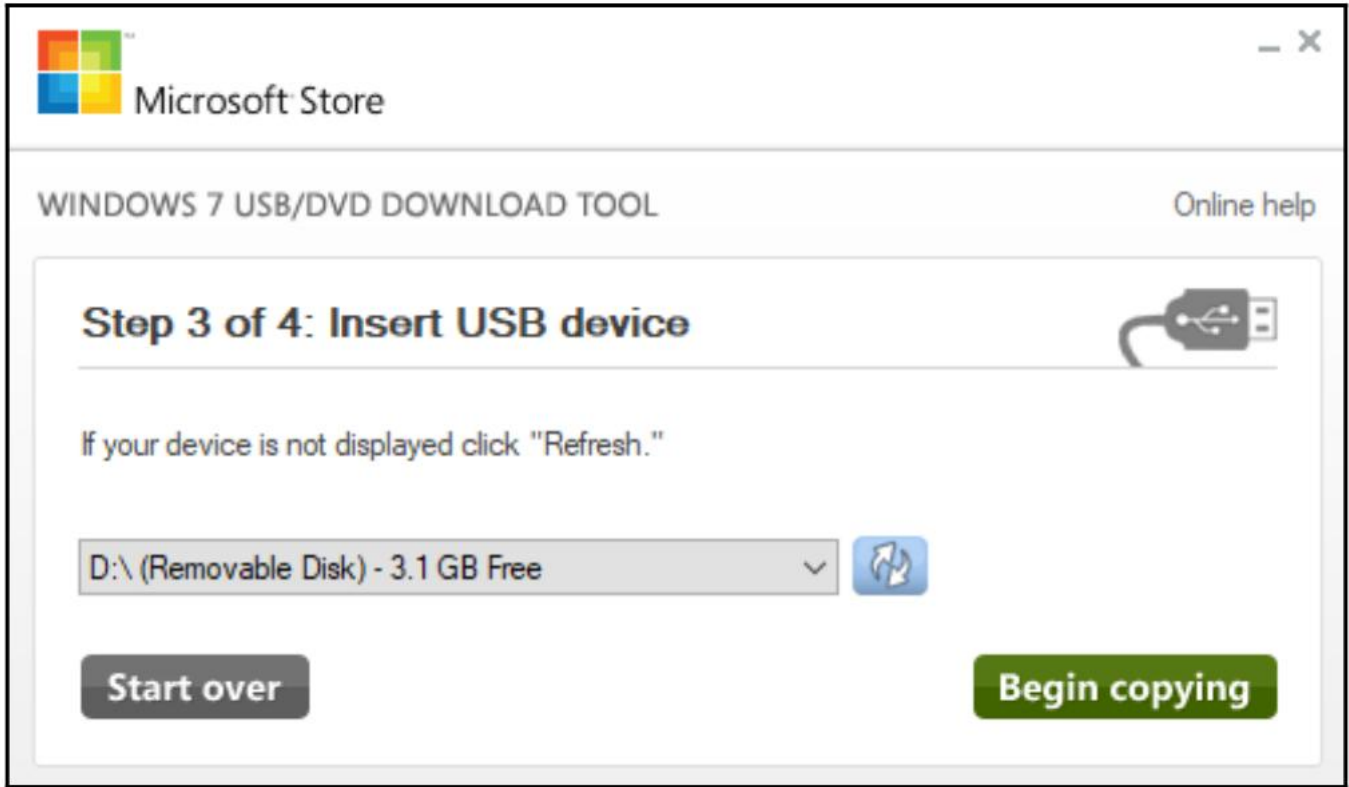 Microsoft Store
WINDOWS 7 USB/DVD DOWNLOAD TOOL
Online help
Step 3 of 4: Insert USB device
If your device is not displayed click "Refresh."
D:\ (Removable Disk) - 3.1 GB Free
Start over
Begin copying